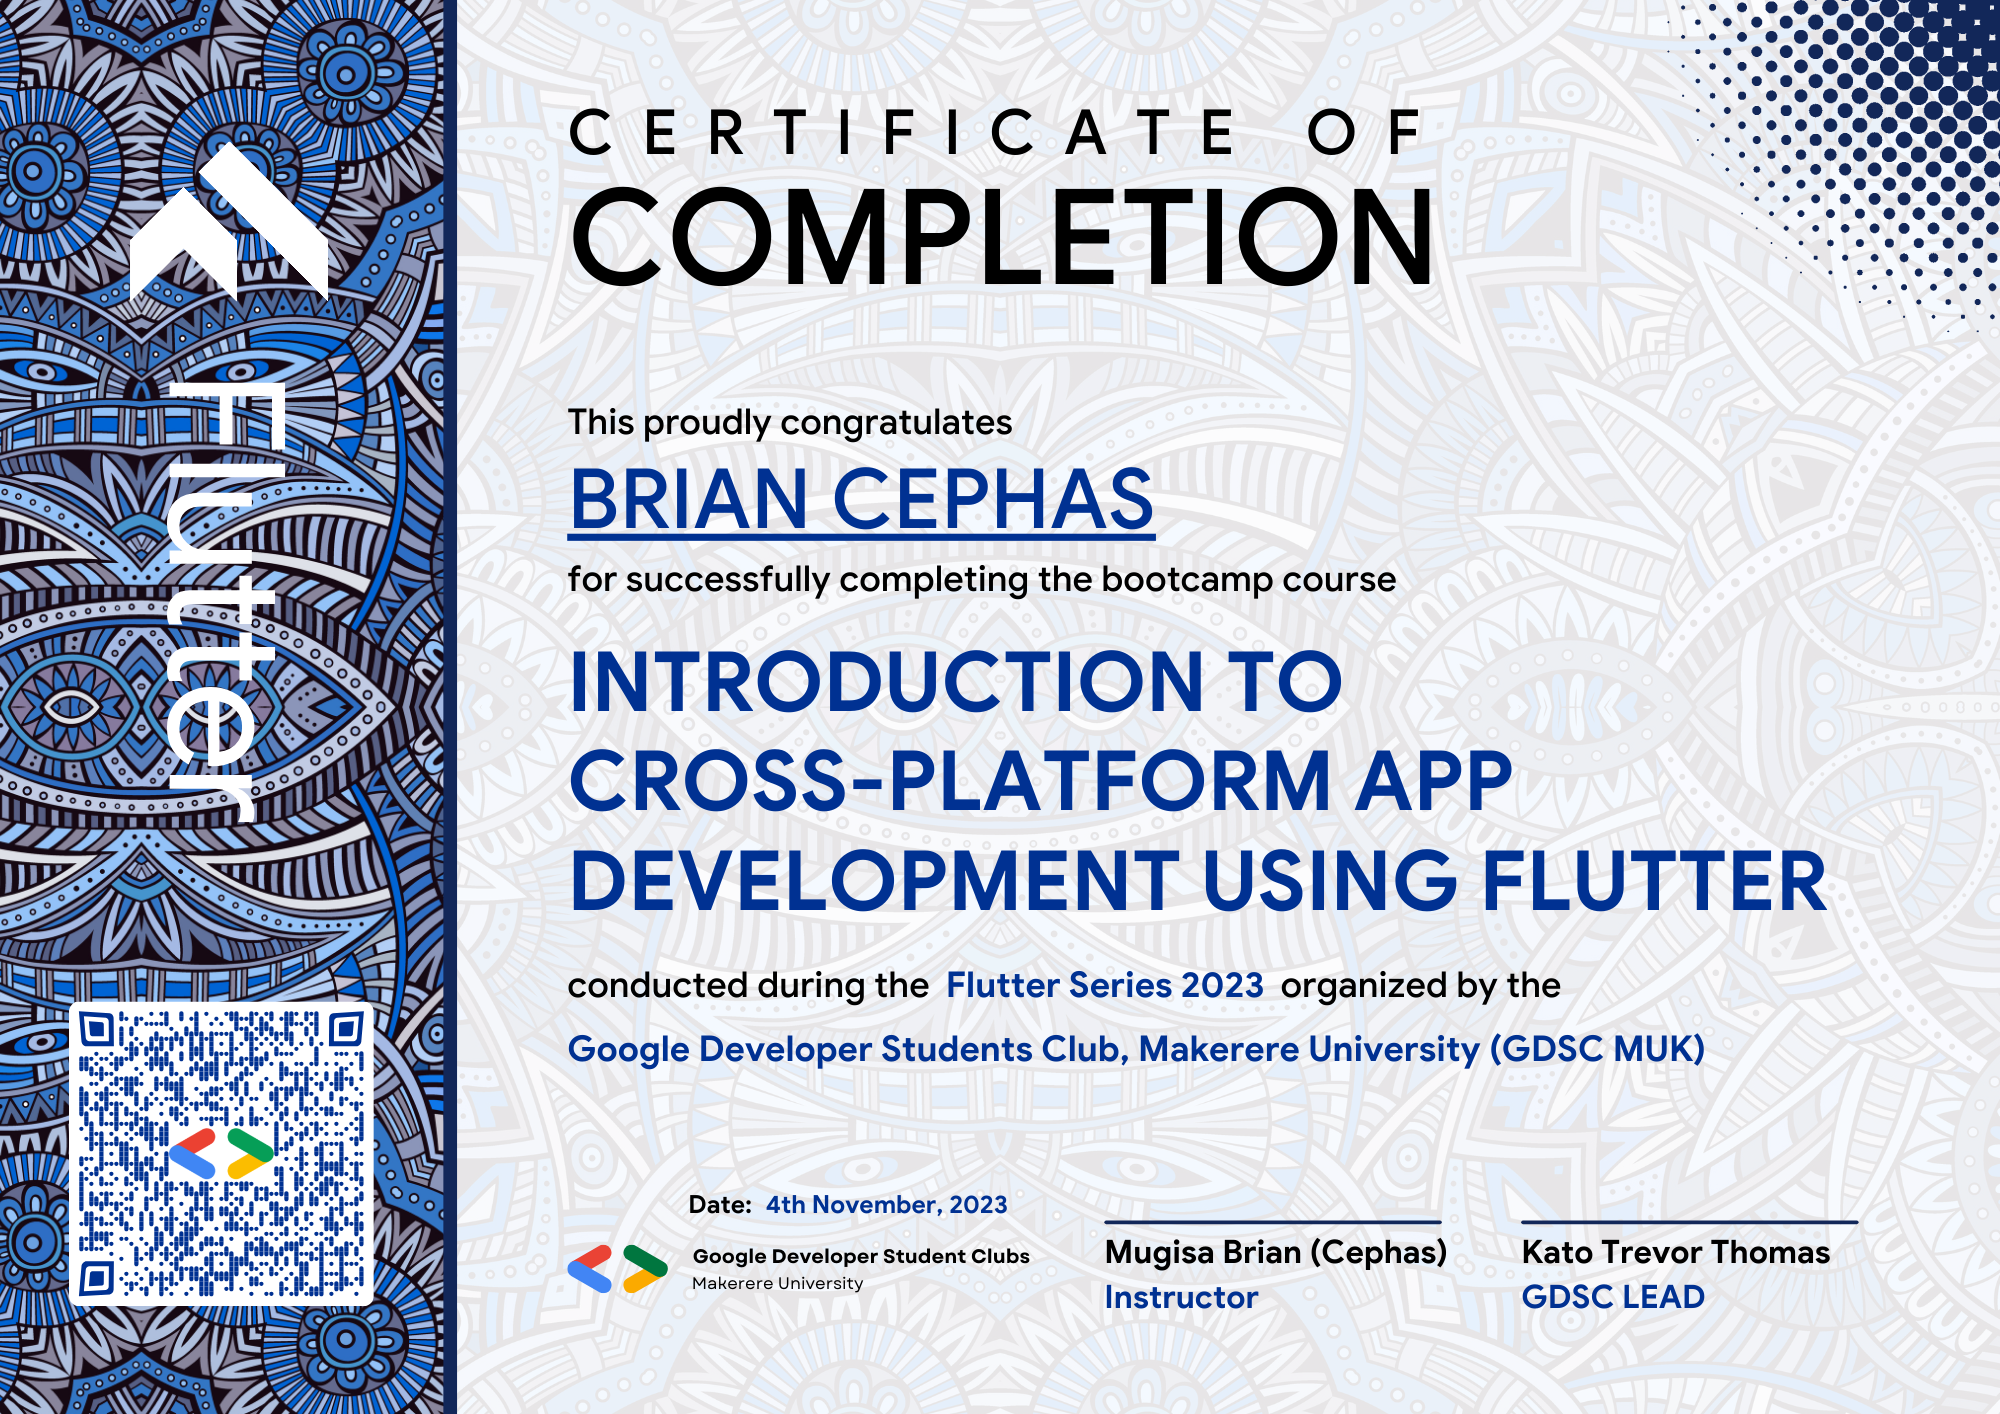 Flutter
CERTIFICATE OF
COMPLETION
This proudly congratulates
BRIAN CEPHAS
for successfully completing the bootcamp course
INTRODUCTION TO
CROSS-PLATFORM APP
DEVELOPMENT USING FLUTTER
conducted during the Flutter Series 2023 organized by the
Google Developer Students Club, Makerere University (GDSC MUK)
Date: 4th November, 2023
Google Developer Student Clubs
Makerere University
Mugisa Brian (Cephas)
Instructor
Kato Trevor Thomas
GDSC LEAD